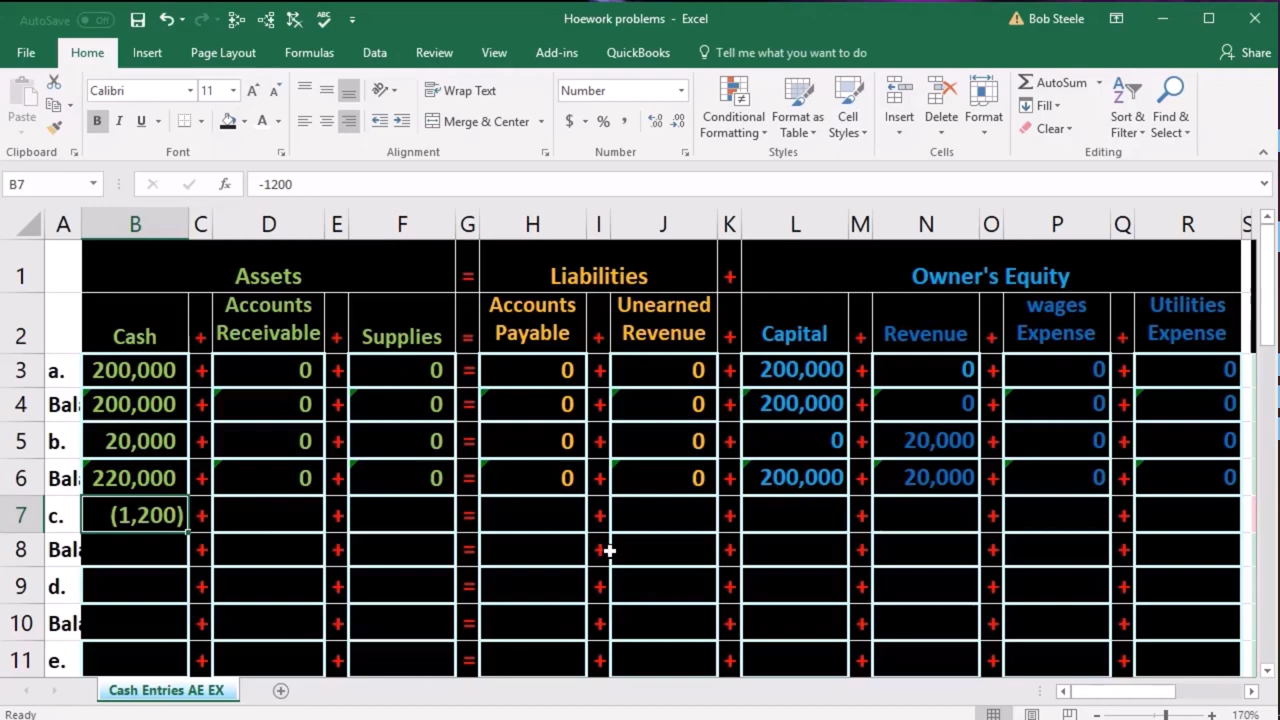 AutoSave Off Hoework problems - Excel Bob Steele
File Home Insert Page Layout Formulas Data Review View Add-ins QuickBooks Tell me what you want to do Share
Calibri 11 Wrap Text Number AutoSum
Paste B I U Merge & Center $ % , Conditional Formatting Format as Table Cell Styles Insert Delete Format Fill Clear Sort & Filter Find & Select
Clipboard Font Alignment Number Styles Cells Editing
B7 fx -1200
A B C D E F G H I J K L M N O P Q R S
1 Assets = Liabilities + Owner's Equity
2 Cash + Accounts Receivable + Supplies = Accounts Payable + Unearned Revenue + Capital + Revenue + wages Expense + Utilities Expense
3 a. 200,000 + 0 + 0 = 0 + 0 + 200,000 + 0 + 0 + 0
4 Bal 200,000 + 0 + 0 = 0 + 0 + 200,000 + 0 + 0 + 0
5 b. 20,000 + 0 + 0 = 0 + 0 + 0 + 20,000 + 0 + 0
6 Bal 220,000 + 0 + 0 = 0 + 0 + 200,000 + 20,000 + 0 + 0
7 c. (1,200) + + = + + + + +
8 Bala + + = + + + + +
9 d. + + = + + + + +
10 Bala + + = + + + + +
11 e. + + = + + + + +
Cash Entries AE EX
Ready 170%